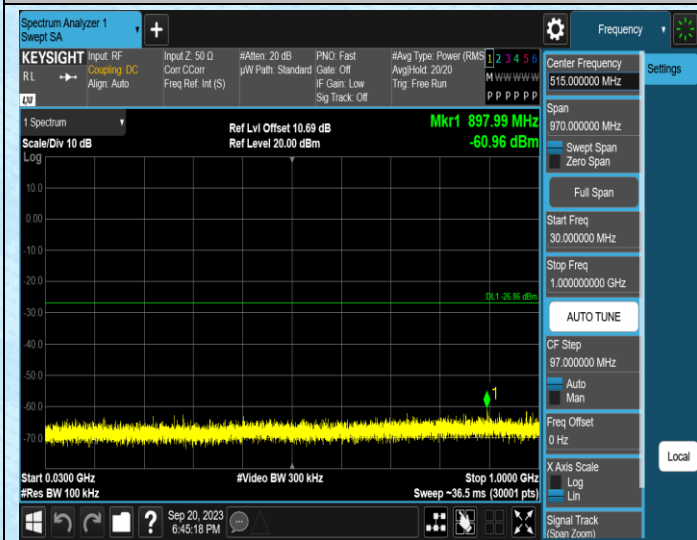 Spectrum Analyzer 1
Swept SA
Frequency
KEYSIGHT
RL
LXI
Input: RF
Coupling: DC
Align: Auto
Input Z: 50 Ω
Corr CCorr
Freq Ref: Int (S)
#Atten: 20 dB
µW Path: Standard
PNO: Fast
Gate: Off
IF Gain: Low
Sig Track: Off
#Avg Type: Power (RMS
Avg|Hold: 20/20
Trig: Free Run
1 2 3 4 5 6
M W W W W W
P P P P P P
1 Spectrum
Scale/Div 10 dB
Log
Ref Lvl Offset 10.69 dB
Ref Level 20.00 dBm
Mkr1 897.99 MHz
-60.96 dBm
10.0
0.00
-10.0
-20.0
-30.0
-40.0
-50.0
-60.0
-70.0
DL1 -26.86 dBm
1
Start 0.0300 GHz
#Res BW 100 kHz
#Video BW 300 kHz
Stop 1.0000 GHz
Sweep ~36.5 ms (30001 pts)
?
Sep 20, 2023
6:45:18 PM
Center Frequency
515.000000 MHz
Span
970.000000 MHz
Swept Span
Zero Span
Full Span
Start Freq
30.000000 MHz
Stop Freq
1.000000000 GHz
AUTO TUNE
CF Step
97.000000 MHz
Auto
Man
Freq Offset
0 Hz
X Axis Scale
Log
Lin
Signal Track
(Span Zoom)
Settings
Local